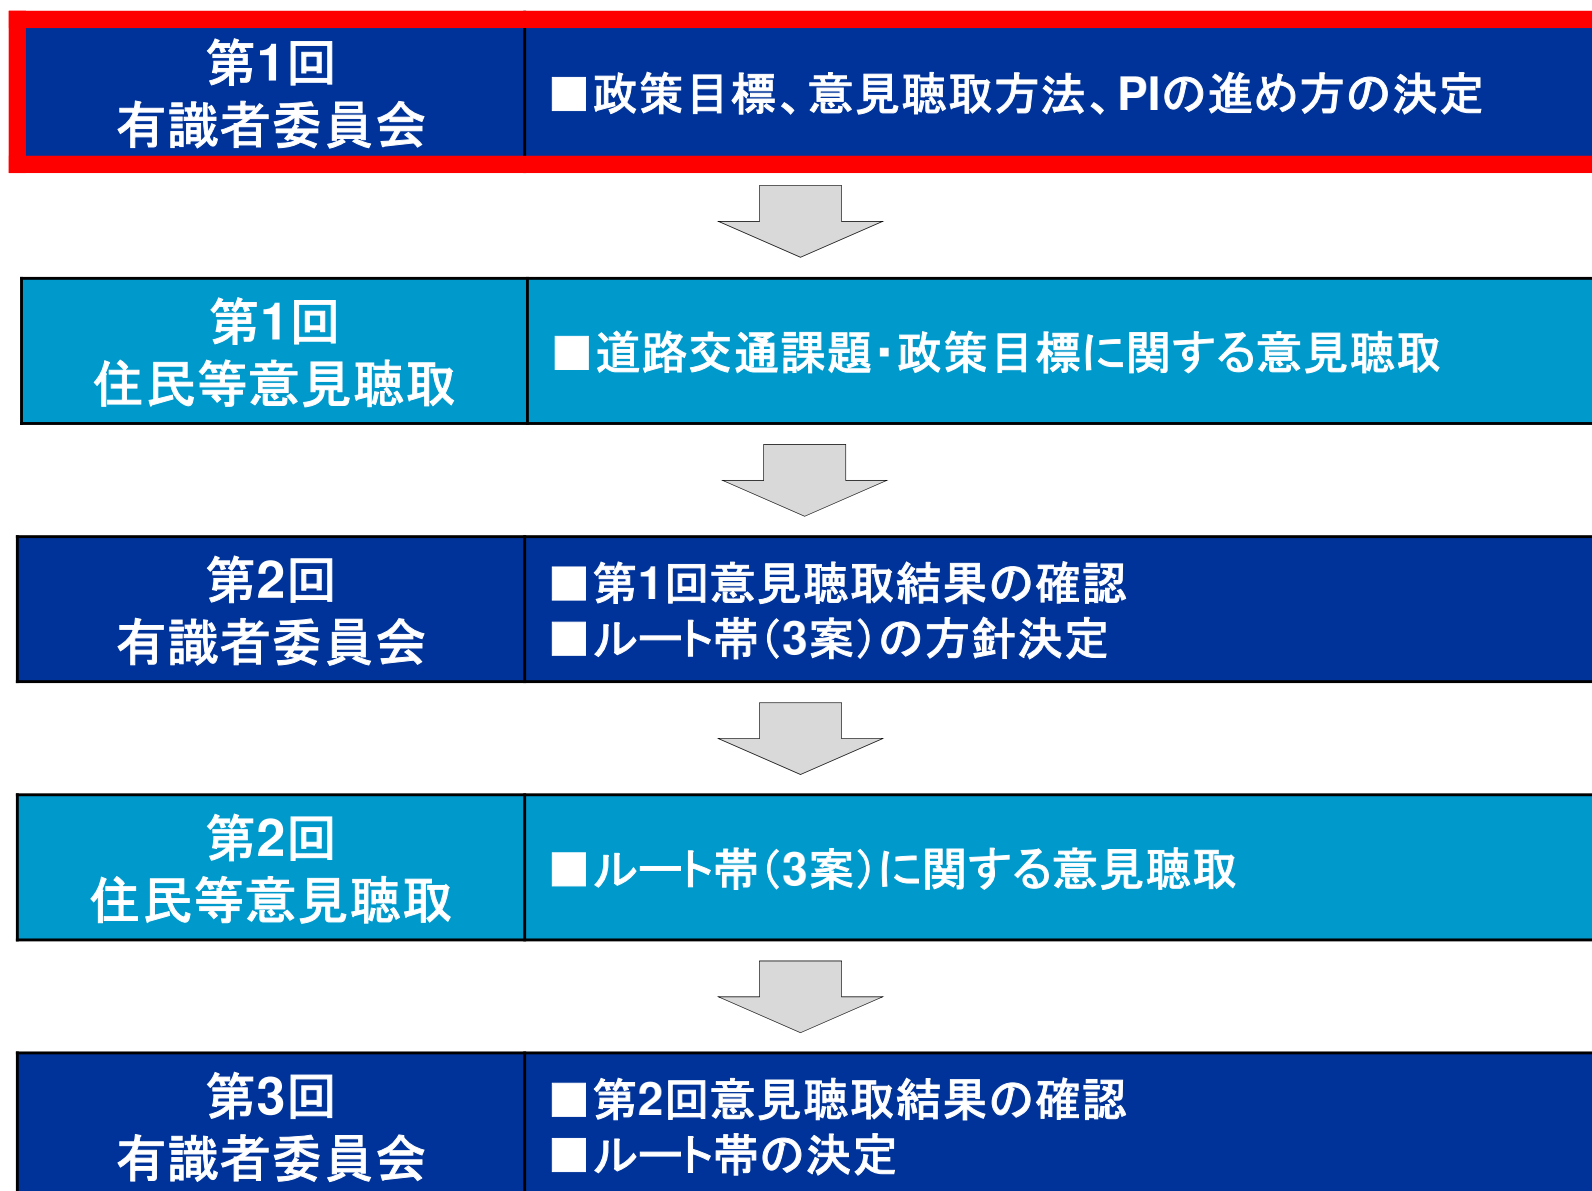 第1回
有識者委員会
■政策目標、意見聴取方法、PIの進め方の決定
第1回
住民等意見聴取
■道路交通課題・政策目標に関する意見聴取
第2回
有識者委員会
■第1回意見聴取結果の確認
■ルート帯（3案）の方針決定
第2回
住民等意見聴取
■ルート帯（3案）に関する意見聴取
第3回
有識者委員会
■第2回意見聴取結果の確認
■ルート帯の決定